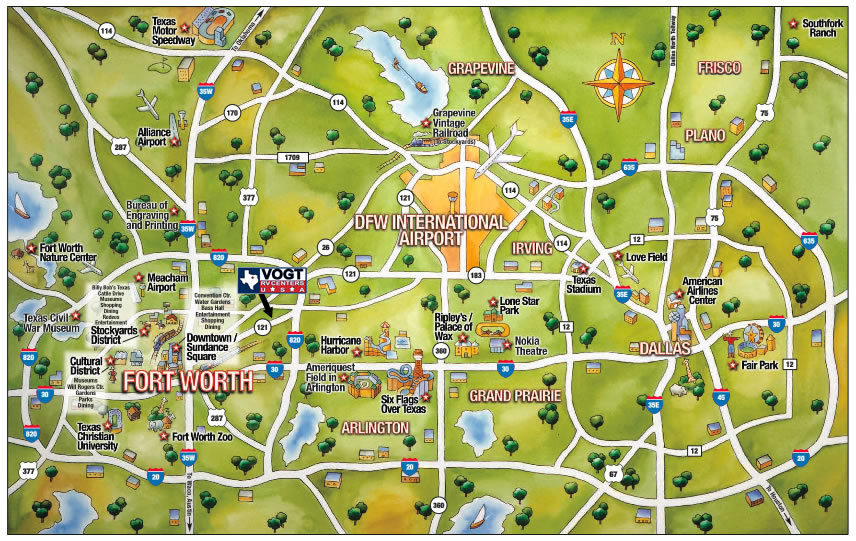 Texas
Motor
Speedway
114
To Oklahoma
35W
170
114
GRAPEVINE
Grapevine
Vintage
Railroad
(to Stockyards)
N
35E
Dallas North Tollway
FRISCO
Southfork
Ranch
75
PLANO
Alliance
Airport
287
1709
377
121
114
635
DFW INTERNATIONAL
AIRPORT
Bureau of
Engraving
and Printing
35W
820
26
IRVING
114
12
75
635
Fort Worth
Nature Center
Meacham
Airport
VOGT
RV CENTERS
U★S★A
121
183
Texas
Stadium
Love Field
35E
American
Airlines
Center
Billy Bob's Texas
Cattle Drive
Museums
Shopping
Dining
Rodeos
Entertainment
Convention Ctr.
Water Gardens
Bass Hall
Entertainment
Shopping
Dining
Texas Civil
War Museum
Stockyards
District
121
820
Lone Star
Park
Ripley's /
Palace
of Wax
Nokia
Theatre
12
30
820
Downtown /
Sundance
Square
Hurricane
Harbor
360
DALLAS
Fair Park
12
Cultural
District
FORT WORTH
30
30
Ameriquest
Field in
Arlington
Six Flags
Over Texas
GRAND PRAIRIE
35E
45
Museums
Will Rogers Ctr.
Gardens
Parks
Dining
30
820
Texas
Christian
University
287
Fort Worth Zoo
ARLINGTON
12
377
35W
20
20
67
20
To Waco, Austin
360
To Houston